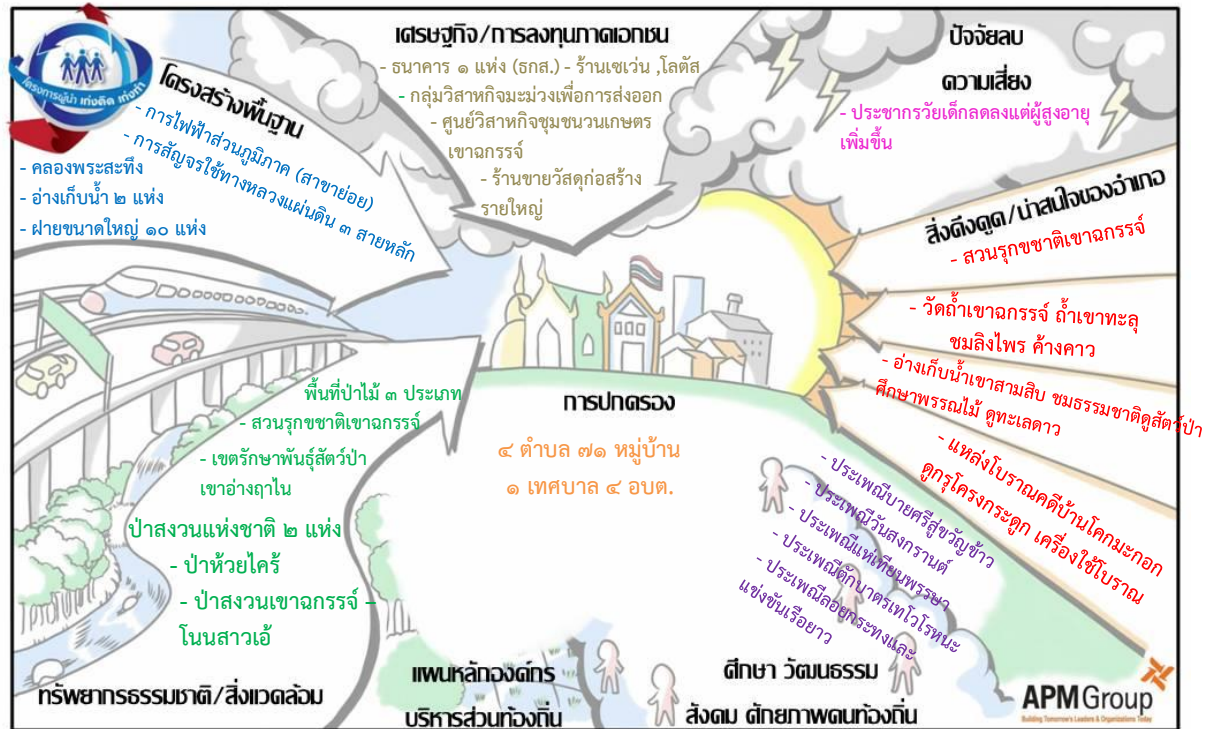 โครงการผู้นำ เก่งคิด เก่งทำ
โครงสร้างพื้นฐาน
- การไฟฟ้าส่วนภูมิภาค (สาขาย่อย)
- การสัญจรใช้ทางหลวงแผ่นดิน ๓ สายหลัก
- คลองพระสะทึง
- อ่างเก็บน้ำ ๒ แห่ง
- ฝายขนาดใหญ่ ๑๐ แห่ง
เศรษฐกิจ/การลงทุนภาคเอกชน
- ธนาคาร ๑ แห่ง (ธกส.) - ร้านเซเว่น ,โลตัส
- กลุ่มวิสาหกิจมะม่วงเพื่อการส่งออก
- ศูนย์วิสาหกิจชุมชนวนเกษตร
เขาฉกรรจ์
- ร้านขายวัสดุก่อสร้าง
รายใหญ่
ปัจจัยลบ
ความเสี่ยง
- ประชากรวัยเด็กลดลงแต่ผู้สูงอายุ
เพิ่มขึ้น
สิ่งดึงดูด/น่าสนใจของอำเภอ
- สวนรุกขชาติเขาฉกรรจ์
- วัดถ้ำเขาฉกรรจ์ ถ้ำเขาทะลุ
ชมลิงไพร ค้างคาว
- อ่างเก็บน้ำเขาสามสิบ ชมธรรมชาติดูสัตว์ป่า
ศึกษาพรรณไม้ ดูทะเลดาว
- แหล่งโบราณคดีบ้านโคกมะกอก
ดูกรุโครงกระดูก เครื่องใช้โบราณ
พื้นที่ป่าไม้ ๓ ประเภท
- สวนรุกขชาติเขาฉกรรจ์
- เขตรักษาพันธุ์สัตว์ป่า
เขาอ่างฤาไน
ป่าสงวนแห่งชาติ ๒ แห่ง
- ป่าห้วยไคร้
- ป่าสงวนเขาฉกรรจ์ –
โนนสาวเอ้
ทรัพยากรธรรมชาติ/สิ่งแวดล้อม
การปกครอง
๔ ตำบล ๗๑ หมู่บ้าน
๑ เทศบาล ๔ อบต.
- ประเพณีบายศรีสู่ขวัญข้าว
- ประเพณีวันสงกรานต์
- ประเพณีแห่เทียนพรรษา
- ประเพณีตักบาตรเทโวโรหนะ
- ประเพณีลอยกระทงและ
แข่งขันเรือยาว
แผนหลักองค์กร
บริหารส่วนท้องถิ่น
ศึกษา วัฒนธรรม
สังคม ศักยภาพคนท้องถิ่น
APM Group
Building Tomorrow's Leaders & Organizations Today